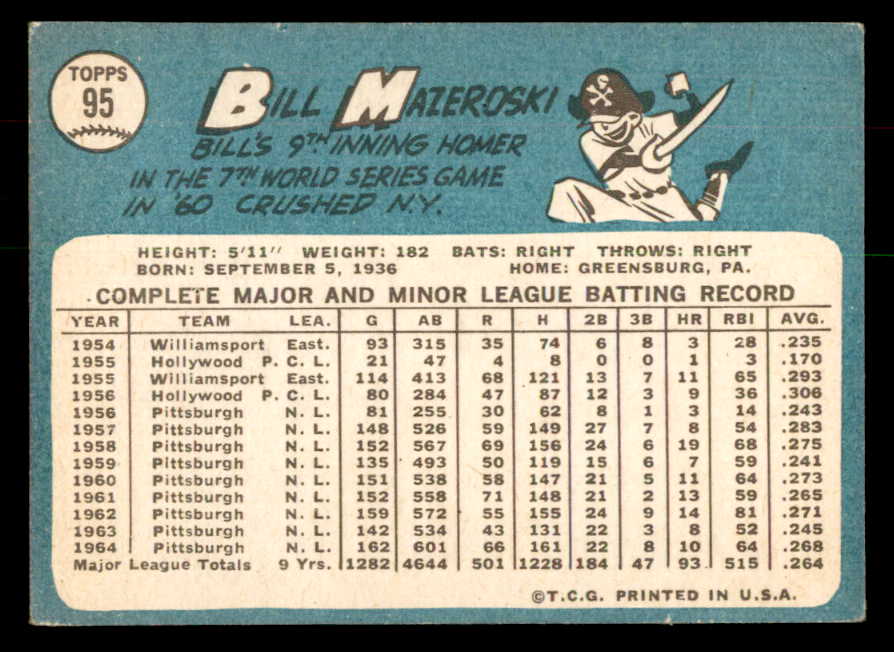 TOPPS
95
BILL MAZEROSKI
BILL'S 9TH INNING HOMER
IN THE 7TH WORLD SERIES GAME
IN '60 CRUSHED N.Y.
HEIGHT: 5'11" WEIGHT: 182 BATS: RIGHT THROWS: RIGHT
BORN: SEPTEMBER 5, 1936 HOME: GREENSBURG, PA.
COMPLETE MAJOR AND MINOR LEAGUE BATTING RECORD
YEAR TEAM LEA. G AB R H 2B 3B HR RBI AVG.
1954 Williamsport East. 93 315 35 74 6 8 3 28 .235
1955 Hollywood P. C. L. 21 47 4 8 0 0 1 3 .170
1955 Williamsport East. 114 413 68 121 13 7 11 65 .293
1956 Hollywood P. C. L. 80 284 47 87 12 3 9 36 .306
1956 Pittsburgh N. L. 81 255 30 62 8 1 3 14 .243
1957 Pittsburgh N. L. 148 526 59 149 27 7 8 54 .283
1958 Pittsburgh N. L. 152 567 69 156 24 6 19 68 .275
1959 Pittsburgh N. L. 135 493 50 119 15 6 7 59 .241
1960 Pittsburgh N. L. 151 538 58 147 21 5 11 64 .273
1961 Pittsburgh N. L. 152 558 71 148 21 2 13 59 .265
1962 Pittsburgh N. L. 159 572 55 155 24 9 14 81 .271
1963 Pittsburgh N. L. 142 534 43 131 22 3 8 52 .245
1964 Pittsburgh N. L. 162 601 66 161 22 8 10 64 .268
Major League Totals 9 Yrs. 1282 4644 501 1228 184 47 93 515 .264
©T.C.G. PRINTED IN U.S.A.